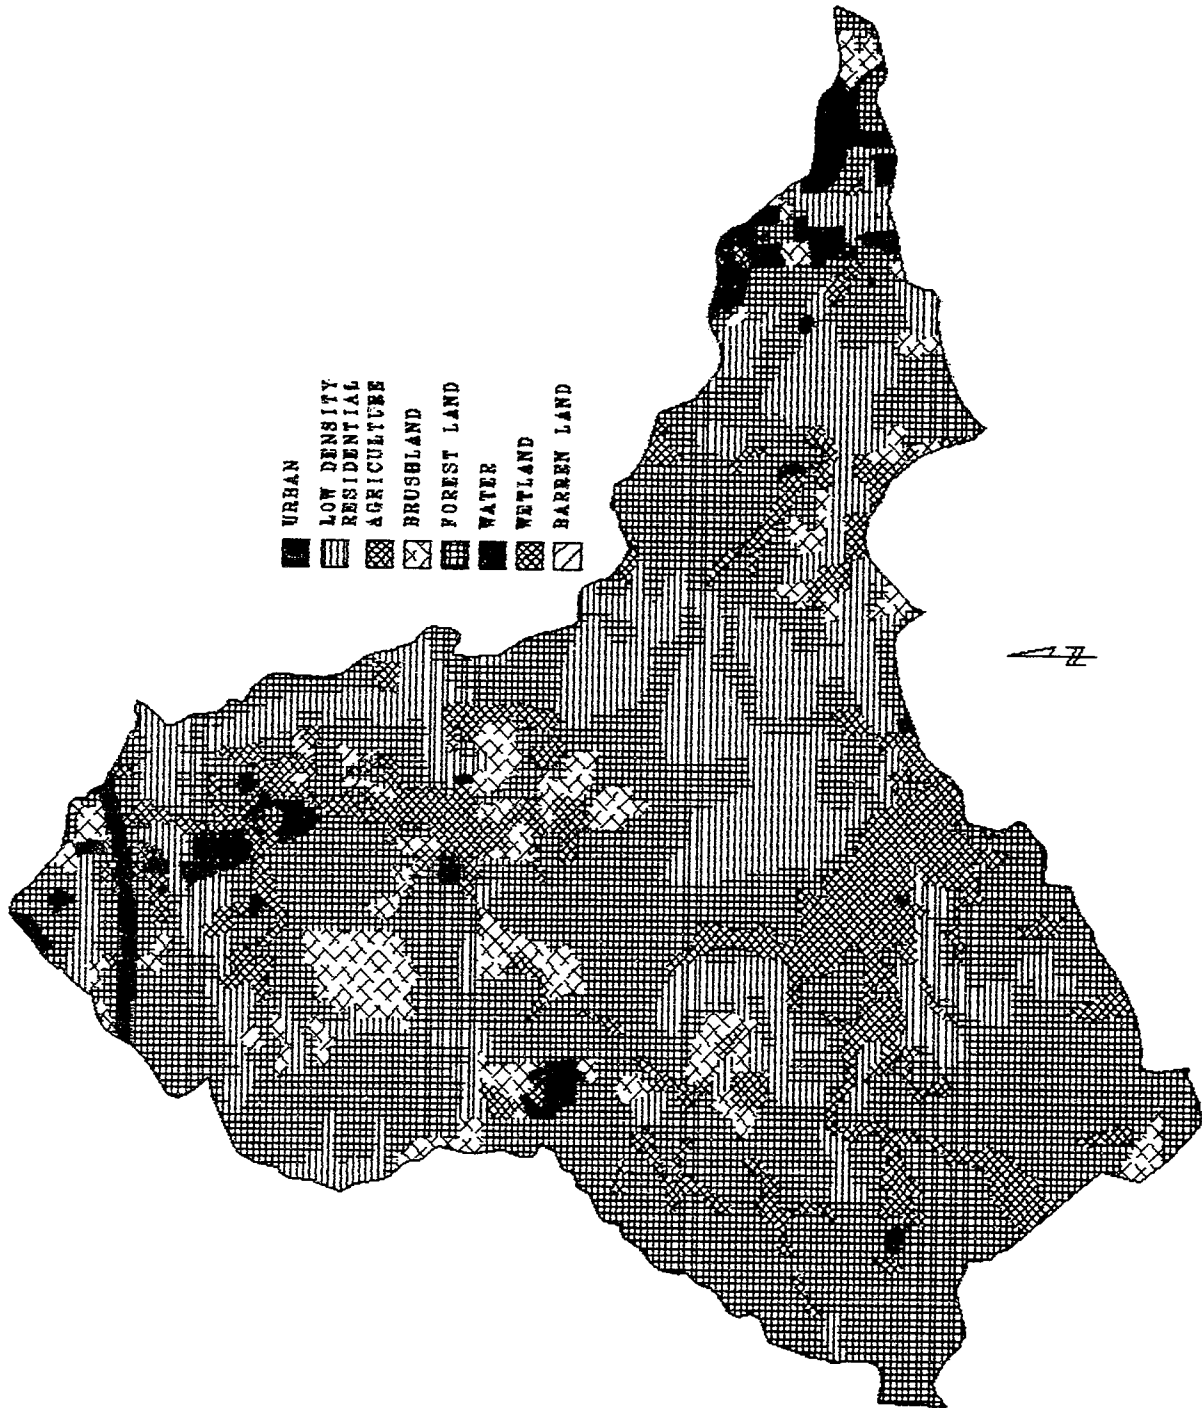 URBAN
LOW DENSITY
RESIDENTIAL
AGRICULTURE
BRUSHLAND
FOREST LAND
WATER
WETLAND
BARREN LAND
N